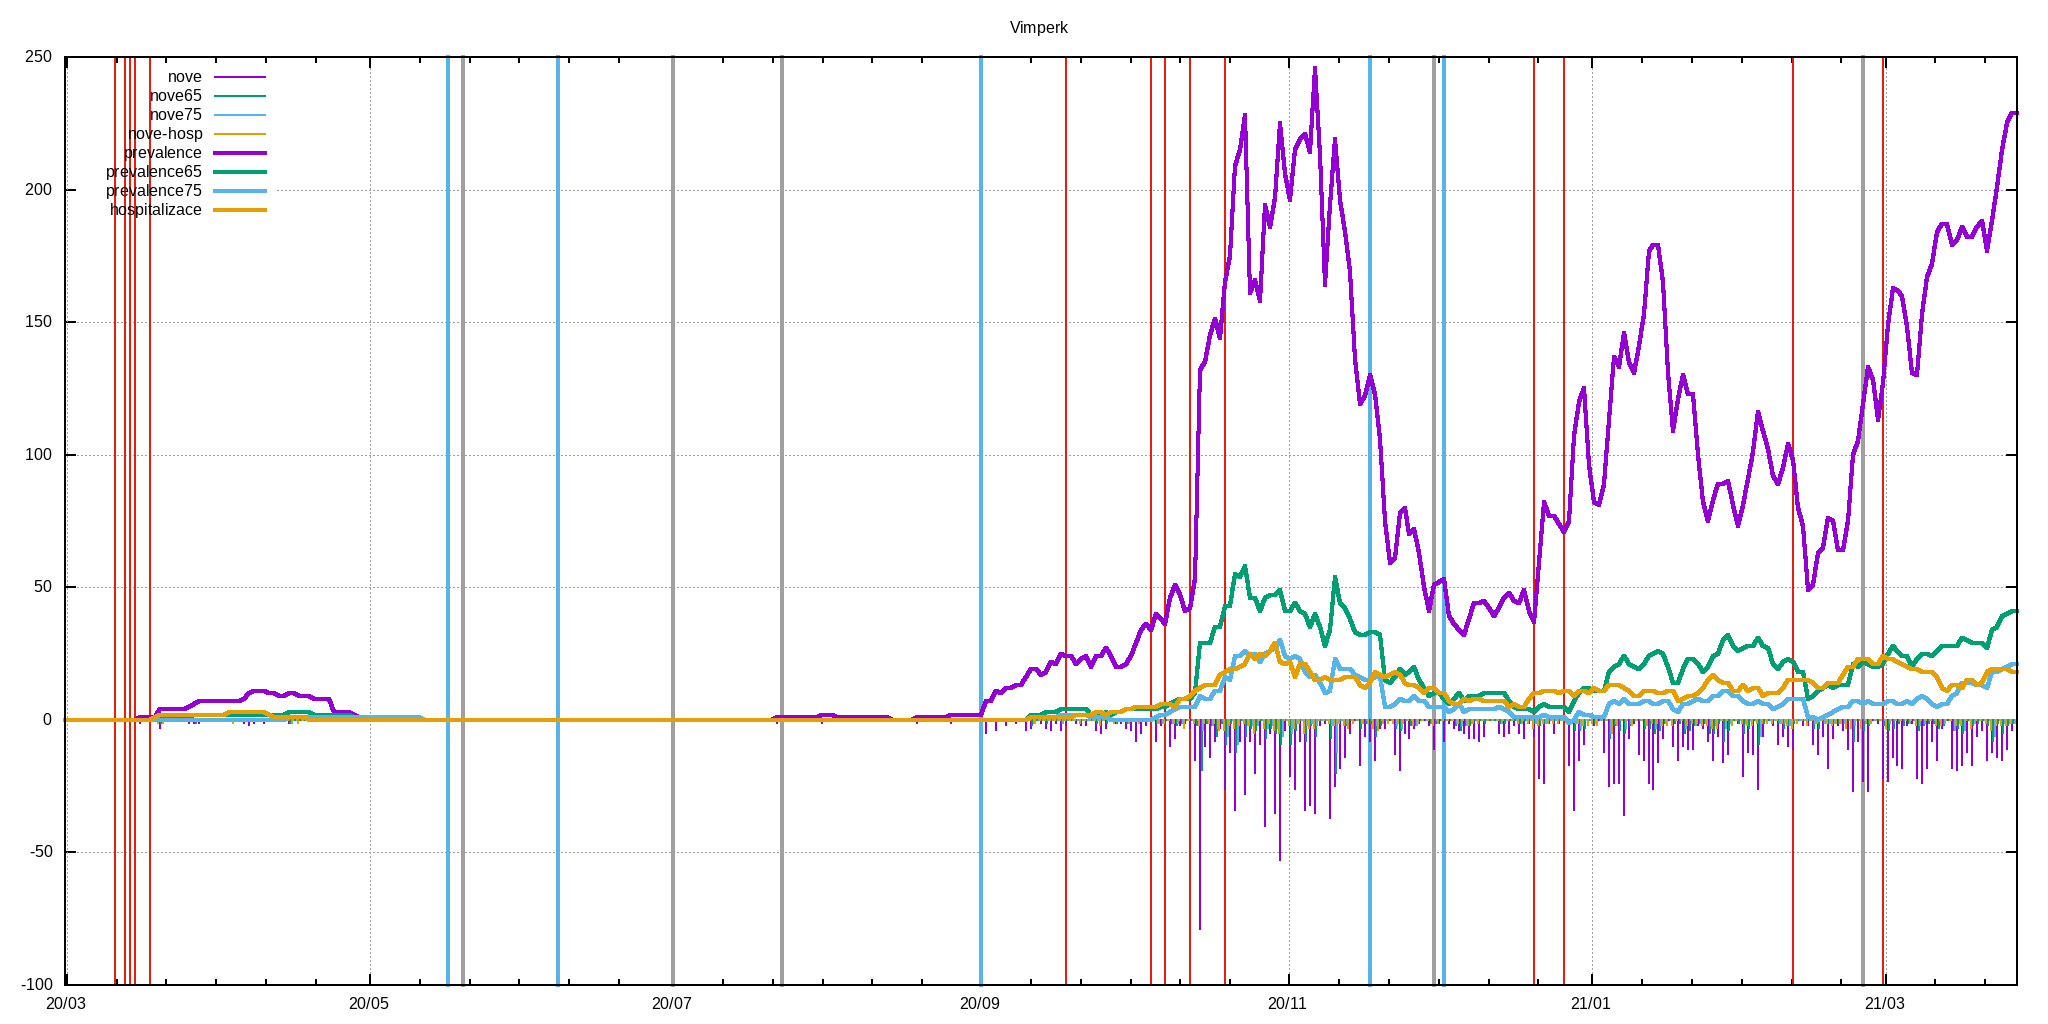 Vimperk
250
200
150
100
50
0
-50
-100
nove
nove65
nove75
nove-hosp
prevalence
prevalence65
prevalence75
hospitalizace
20/03 20/05 20/07 20/09 20/11 21/01 21/03